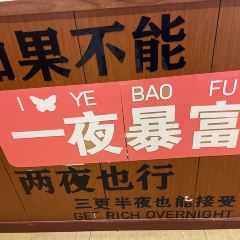 如果不能
I YE BAO FU
一夜暴富
两夜也行
三更半夜也能接受
GET RICH OVERNIGHT